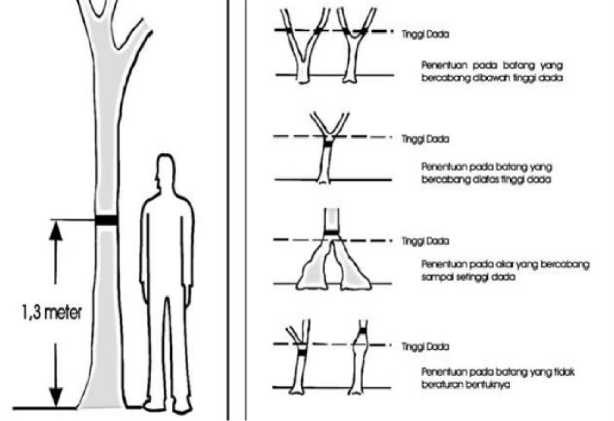 1,3 meter
Tinggi Dada
Penentuan pada batang yang
bercabang dibawah tinggi dada
Tinggi Dada
Penentuan pada batang yang
bercabang diatas tinggi dada
Tinggi Dada
Penentuan pada akar yang bercabang
sampai setinggi dada
Tinggi Dada
Penentuan pada batang yang tidak
beraturan bentuknya